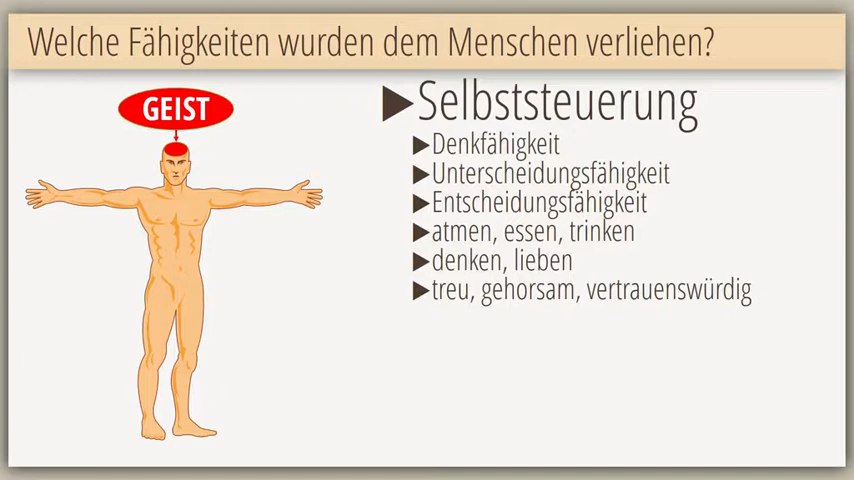 Welche Fähigkeiten wurden dem Menschen verliehen?
GEIST
▶Selbststeuerung
▶Denkfähigkeit
▶Unterscheidungsfähigkeit
▶Entscheidungsfähigkeit
▶atmen, essen, trinken
▶denken, lieben
▶treu, gehorsam, vertrauenswürdig